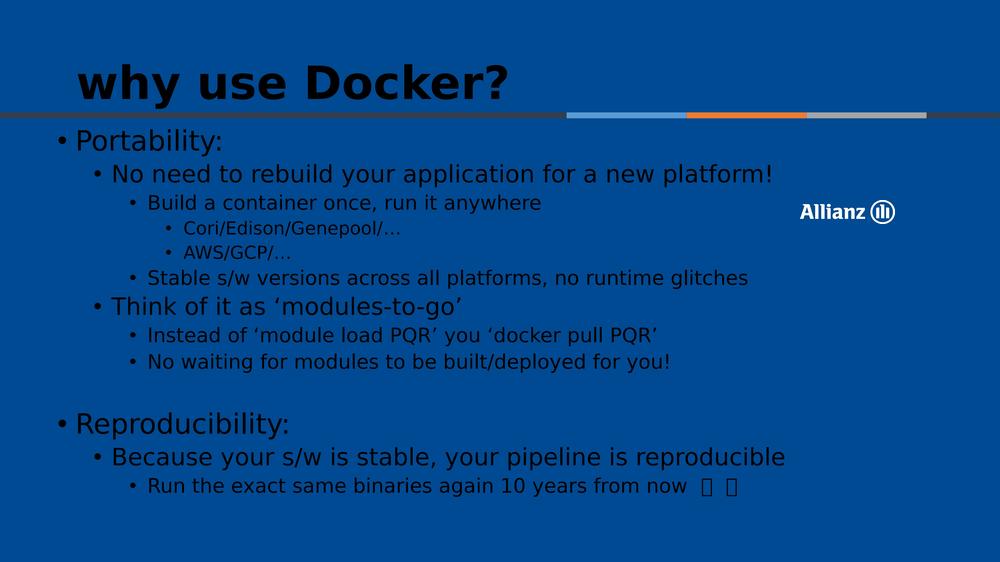 why use Docker?
• Portability:
• No need to rebuild your application for a new platform!
• Build a container once, run it anywhere
• Cori/Edison/Genepool/…
• AWS/GCP/…
• Stable s/w versions across all platforms, no runtime glitches
• Think of it as ‘modules-to-go’
• Instead of ‘module load PQR’ you ‘docker pull PQR’
• No waiting for modules to be built/deployed for you!
Allianz
• Reproducibility:
• Because your s/w is stable, your pipeline is reproducible
• Run the exact same binaries again 10 years from now